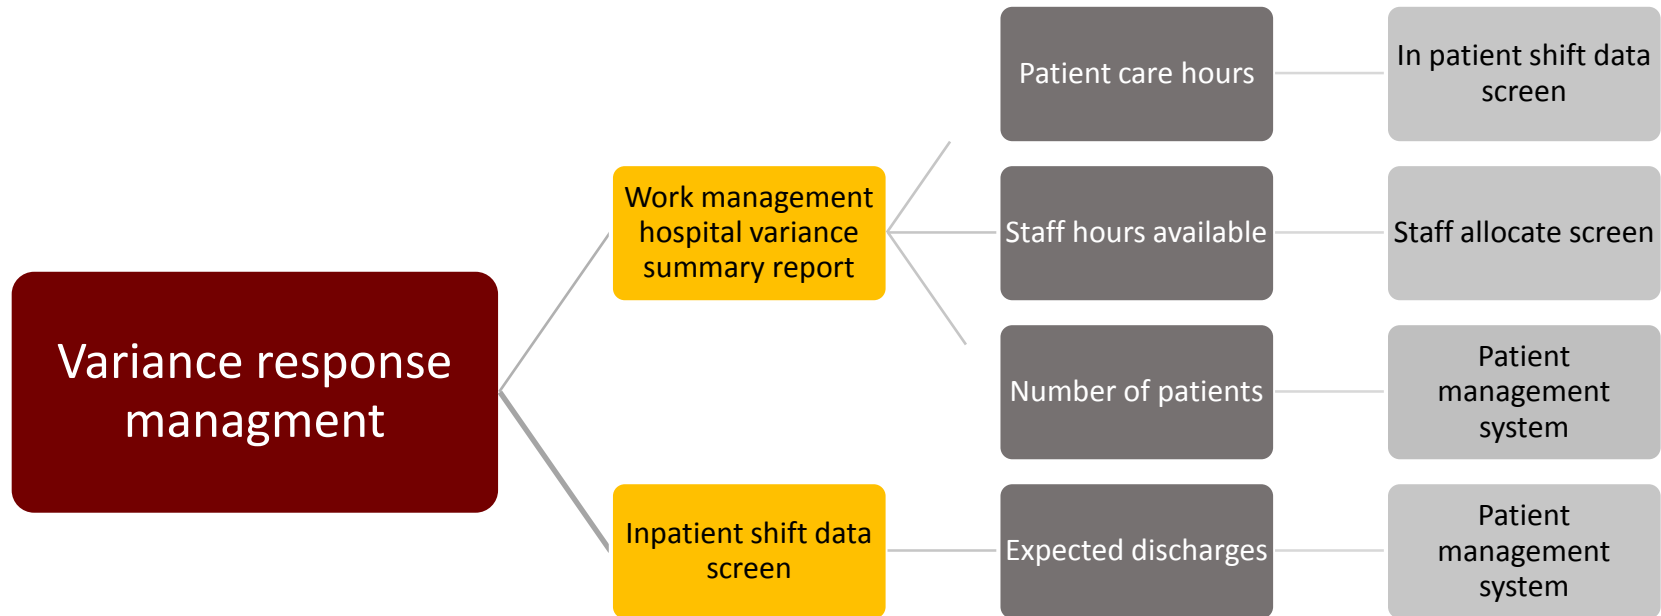 Patient care hours
In patient shift data
screen
Work management
hospital variance
summary report
Staff hours available
Staff allocate screen
Variance response
managment
Number of patients
Patient
management
system
Inpatient shift data
screen
Expected discharges
Patient
management
system